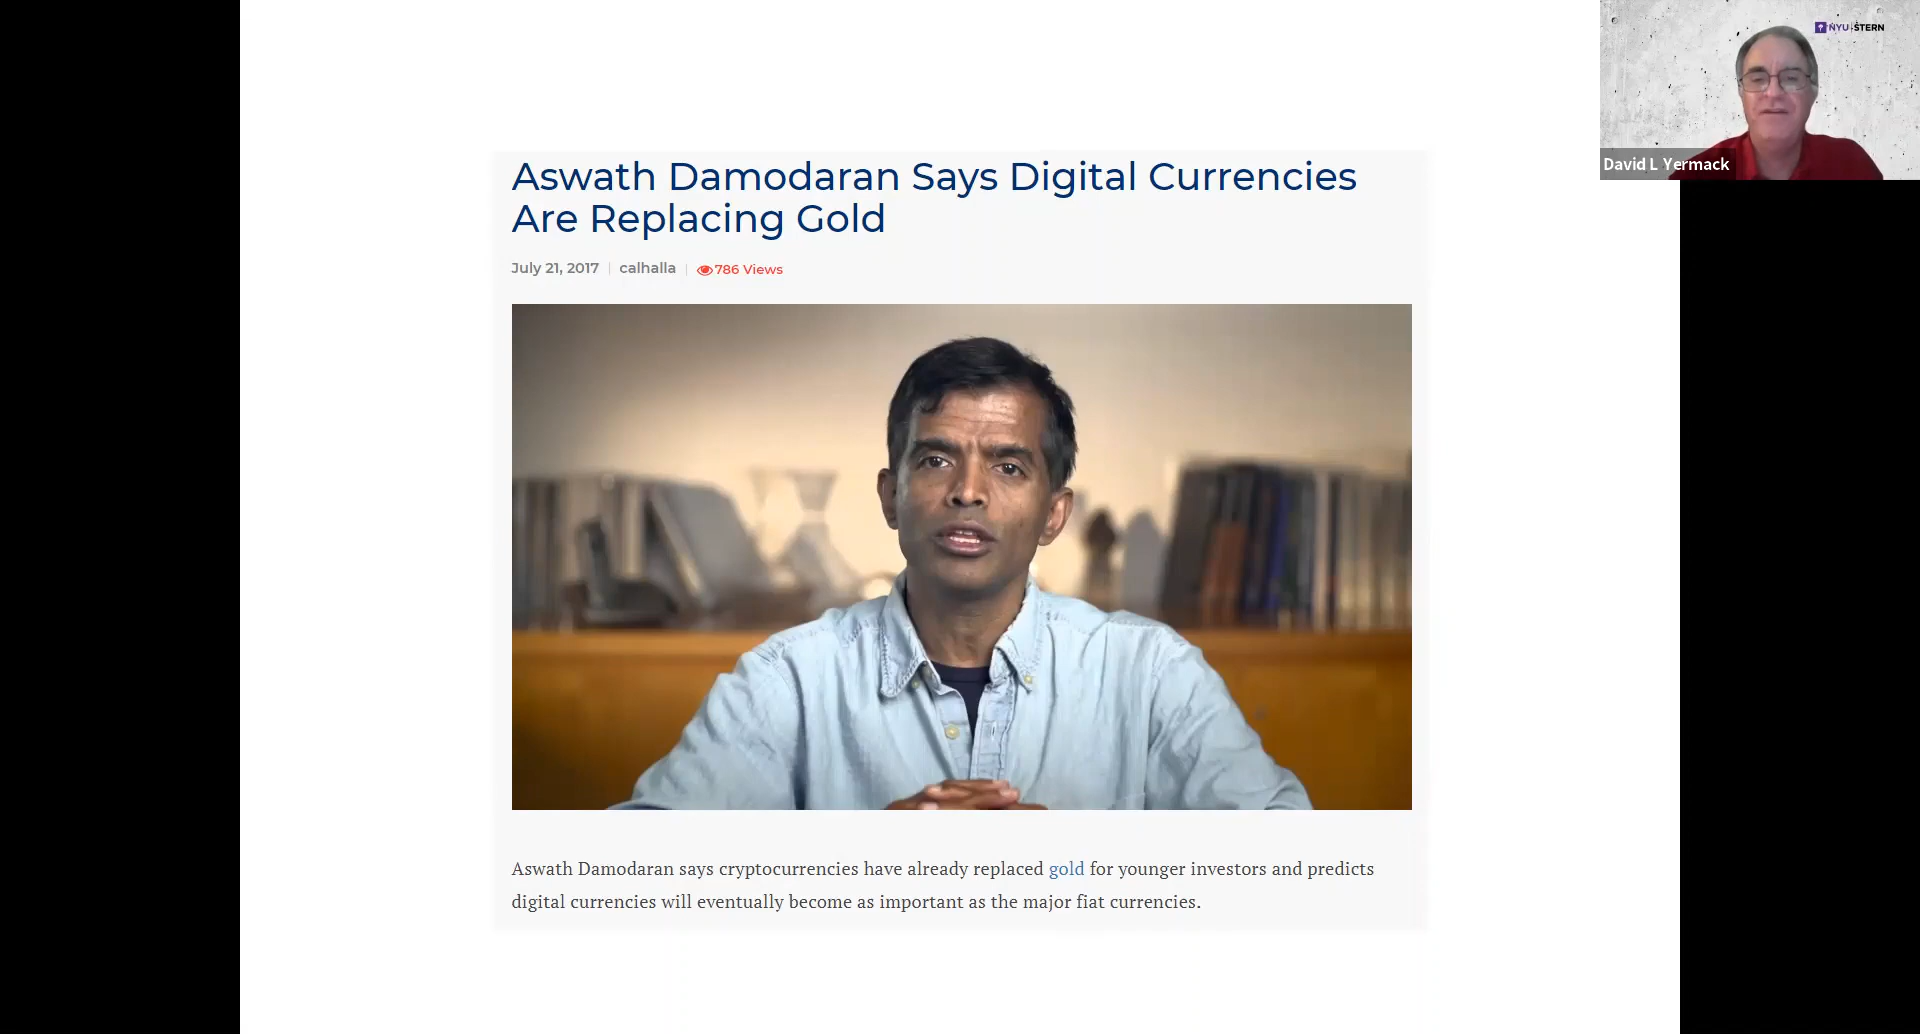 NYU STERN
David L Yermack
Aswath Damodaran Says Digital Currencies
Are Replacing Gold
July 21, 2017 | calhalla | 786 Views
Aswath Damodaran says cryptocurrencies have already replaced gold for younger investors and predicts
digital currencies will eventually become as important as the major fiat currencies.